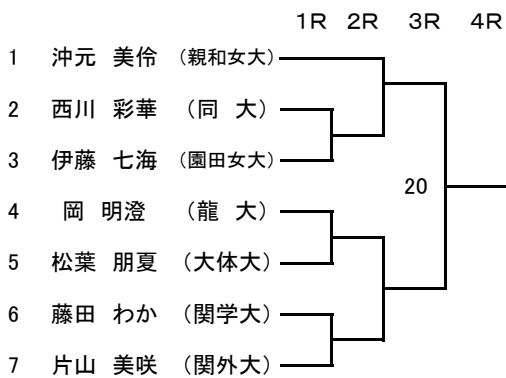 1R 2R 3R 4R
1 沖元 美伶 (親和女大)
2 西川 彩華 (同 大)
3 伊藤 七海 (園田女大)
20
4 岡 明澄 (龍 大)
5 松葉 朋夏 (大体大)
6 藤田 わか (関学大)
7 片山 美咲 (関外大)